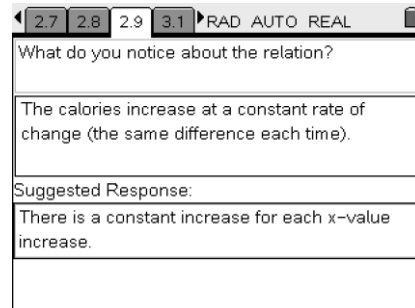 2.7 2.8 2.9 3.1 RAD AUTO REAL
What do you notice about the relation?
The calories increase at a constant rate of
change (the same difference each time).
Suggested Response:
There is a constant increase for each x-value
increase.